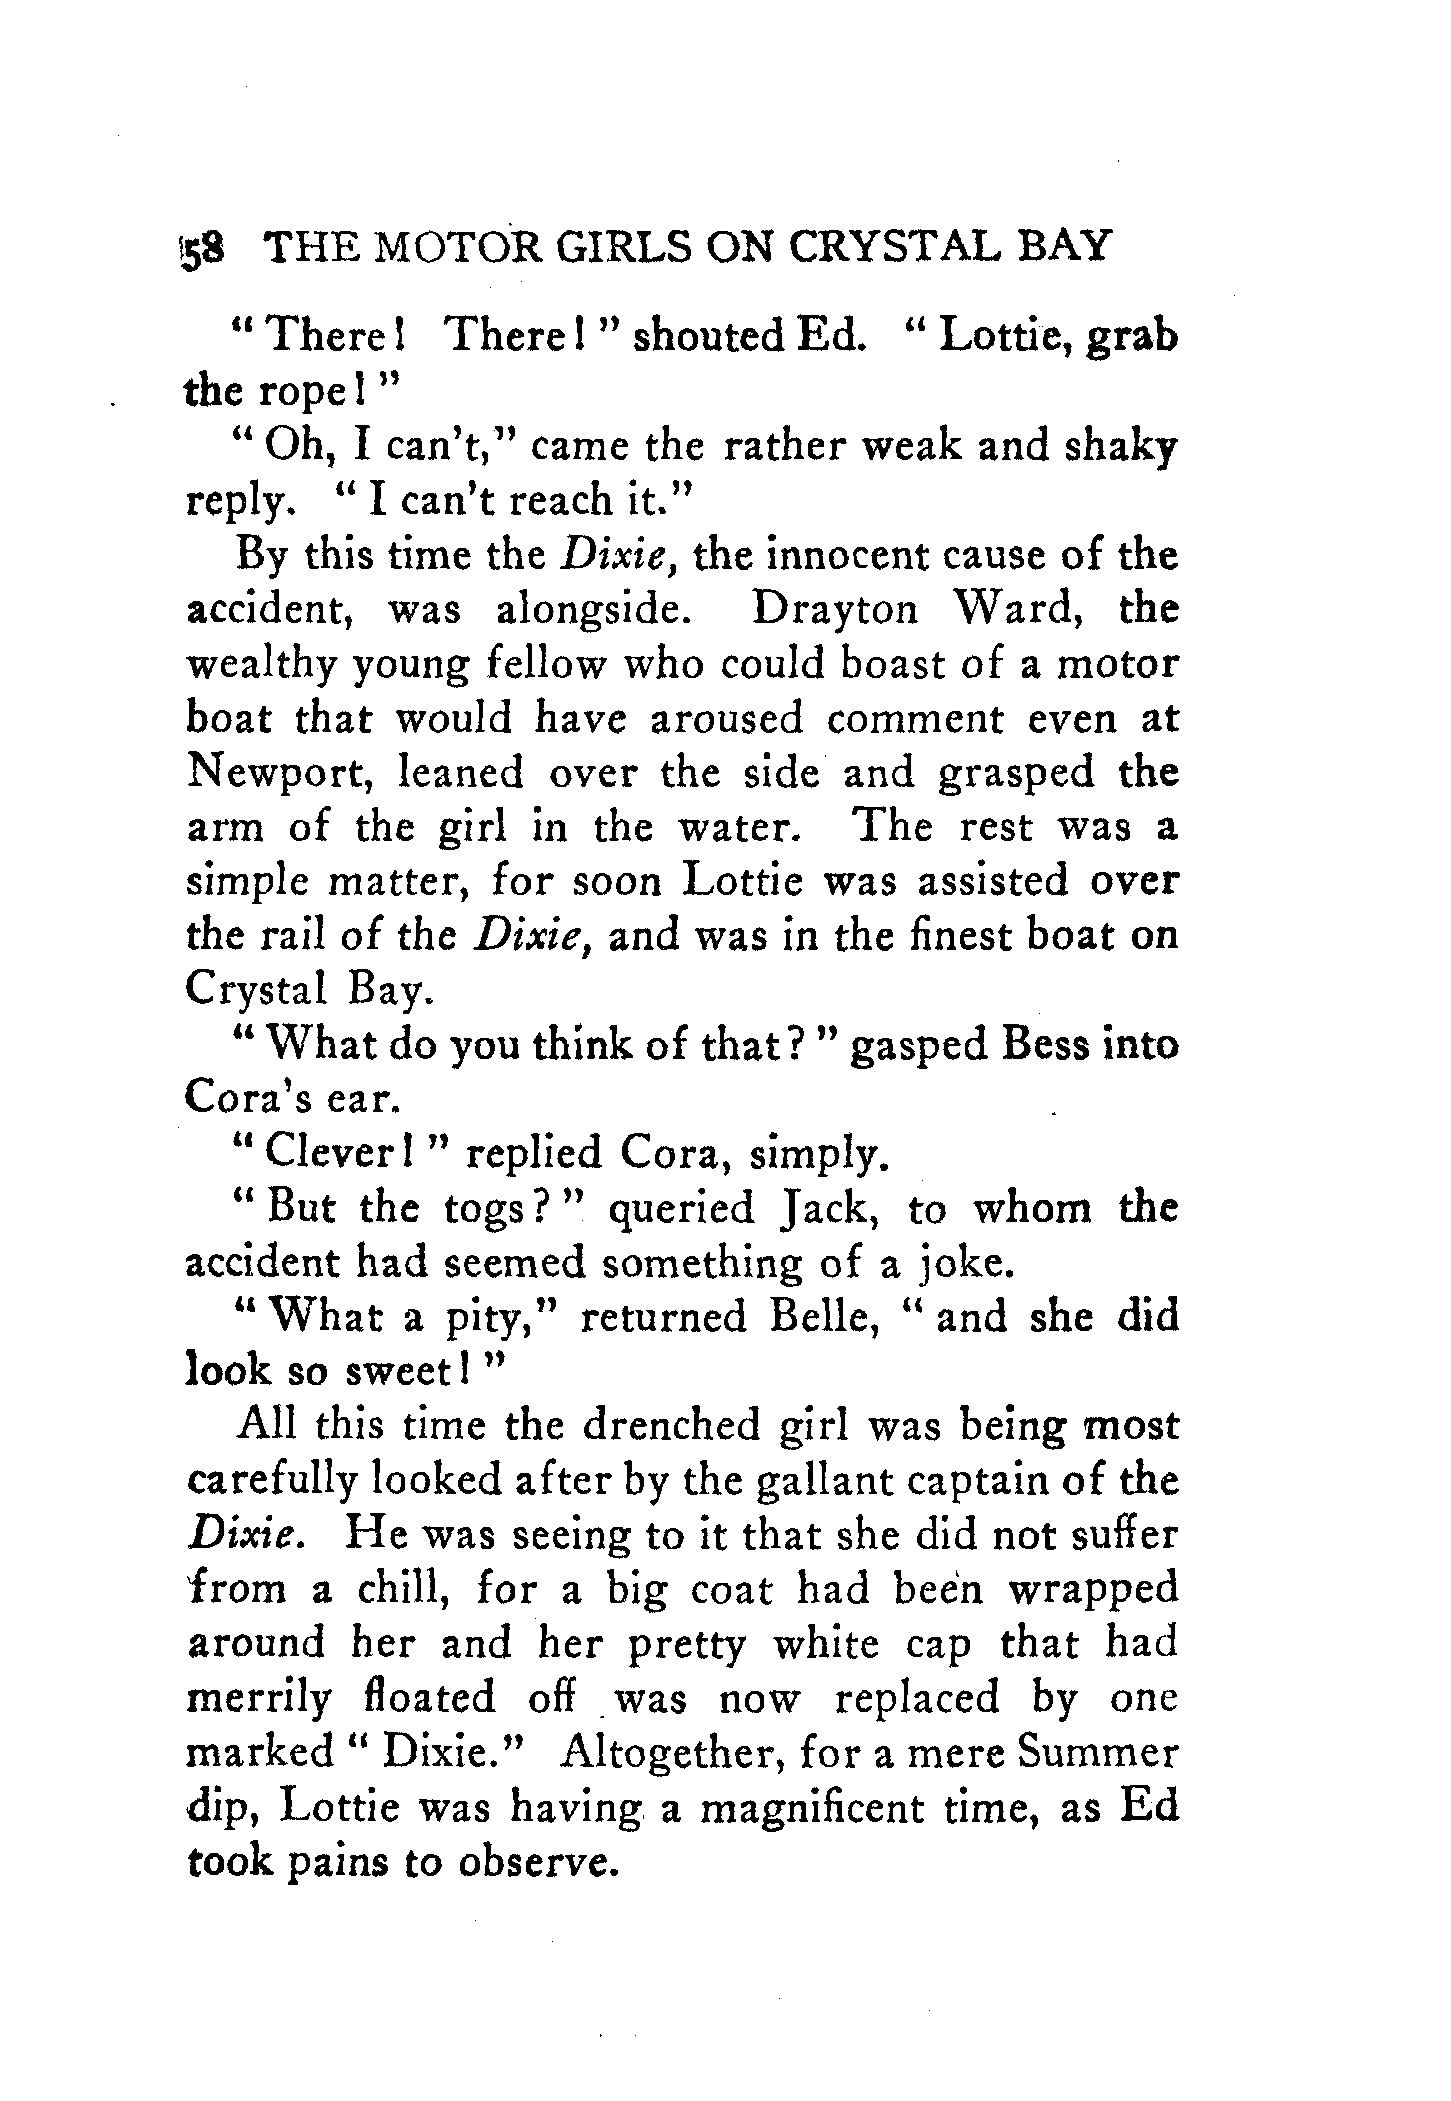 58 THE MOTOR GIRLS ON CRYSTAL BAY
“ There! There! ” shouted Ed. “ Lottie, grab
the rope! ”
“ Oh, I can't,” came the rather weak and shaky
reply. “ I can't reach it.”
By this time the Dixie, the innocent cause of the
accident, was alongside. Drayton Ward, the
wealthy young fellow who could boast of a motor
boat that would have aroused comment even at
Newport, leaned over the side and grasped the
arm of the girl in the water. The rest was a
simple matter, for soon Lottie was assisted over
the rail of the Dixie, and was in the finest boat on
Crystal Bay.
“ What do you think of that? ” gasped Bess into
Cora's ear.
“ Clever! ” replied Cora, simply.
“ But the togs? ” queried Jack, to whom the
accident had seemed something of a joke.
“ What a pity,” returned Belle, “ and she did
look so sweet! ”
All this time the drenched girl was being most
carefully looked after by the gallant captain of the
Dixie. He was seeing to it that she did not suffer
from a chill, for a big coat had been wrapped
around her and her pretty white cap that had
merrily floated off was now replaced by one
marked “ Dixie.” Altogether, for a mere Summer
dip, Lottie was having a magnificent time, as Ed
took pains to observe.